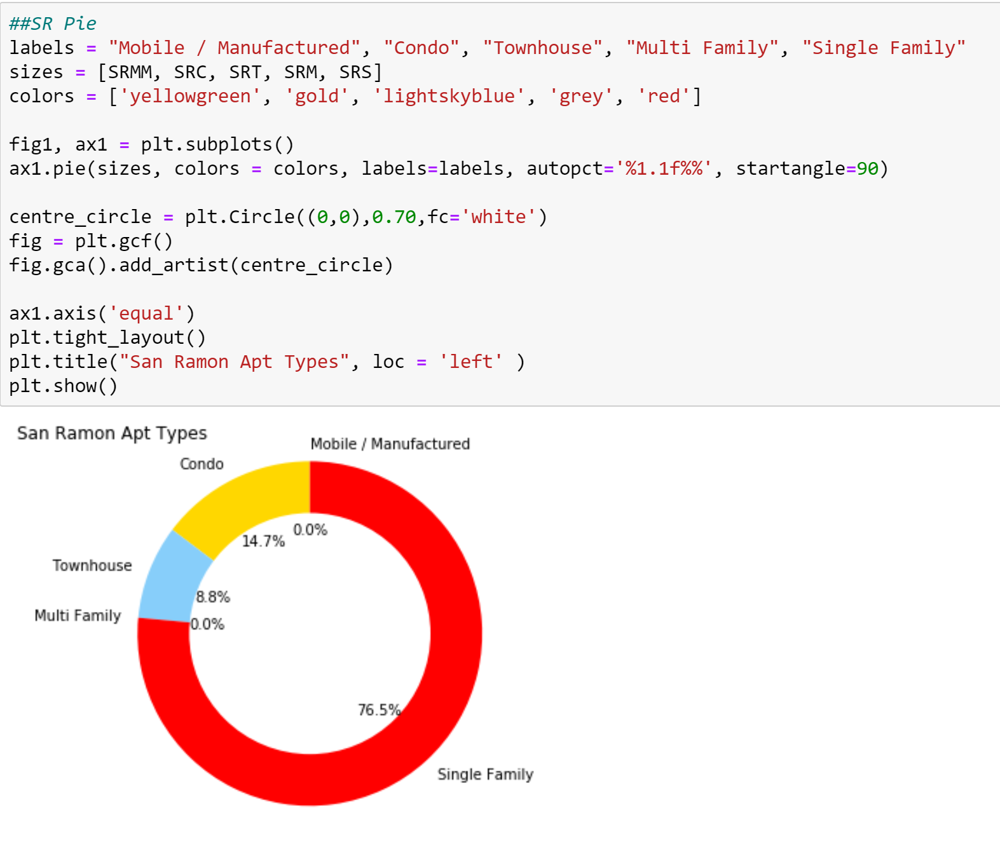 ##SR Pie
labels = "Mobile / Manufactured", "Condo", "Townhouse", "Multi Family", "Single Family"
sizes = [SRMM, SRC, SRT, SRM, SRS]
colors = ['yellowgreen', 'gold', 'lightskyblue', 'grey', 'red']
fig1, ax1 = plt.subplots()
ax1.pie(sizes, colors = colors, labels=labels, autopct='%1.1f%%', startangle=90)
centre_circle = plt.Circle((0,0),0.70,fc='white')
fig = plt.gcf()
fig.gca().add_artist(centre_circle)
ax1.axis('equal')
plt.tight_layout()
plt.title("San Ramon Apt Types", loc = 'left' )
plt.show()
San Ramon Apt Types
Mobile / Manufactured
Condo
0.0%
14.7%
Townhouse
8.8%
Multi Family
0.0%
76.5%
Single Family